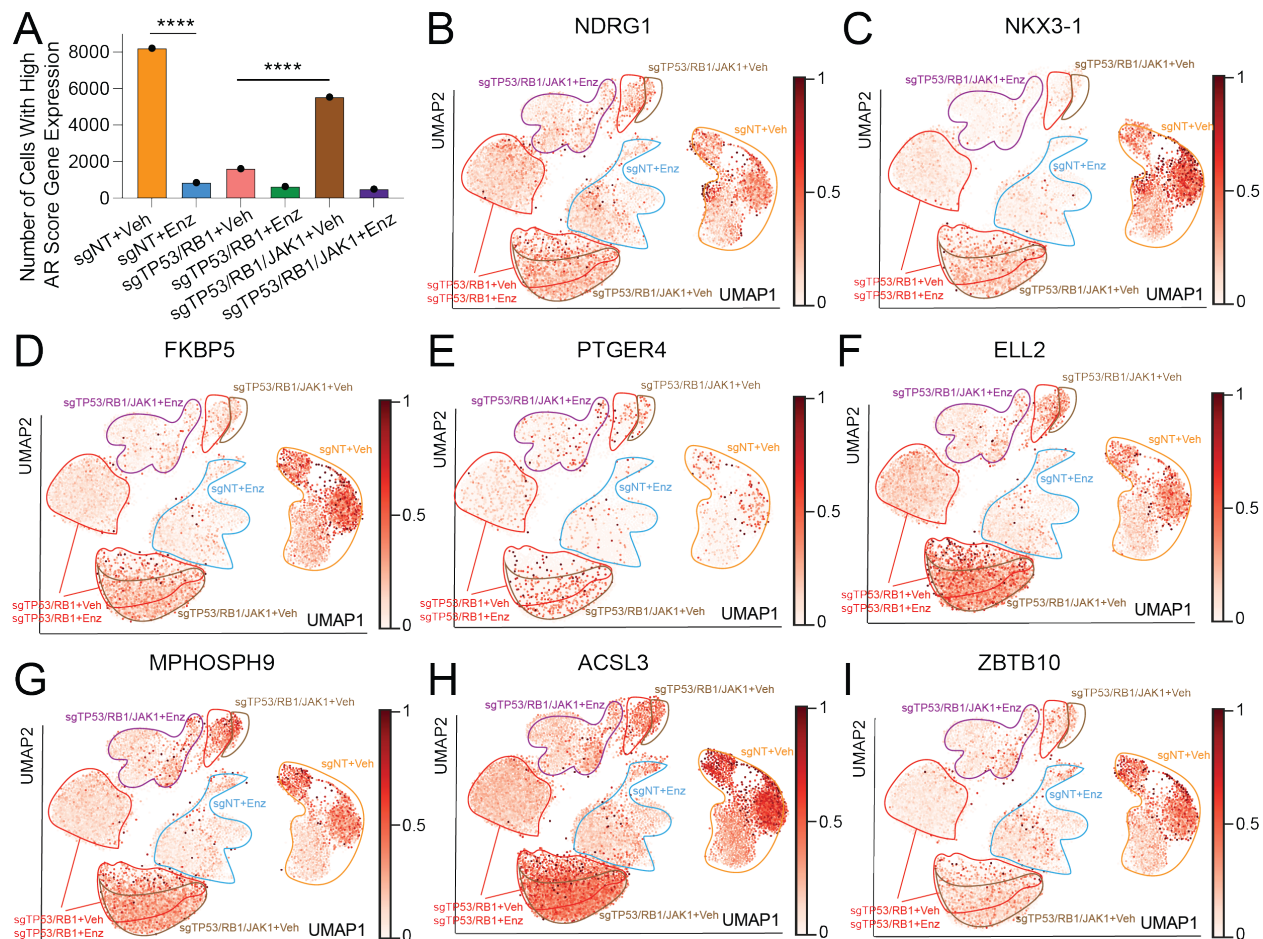 A
Number of Cells With High
AR Score Gene Expression
8000
6000
4000
2000
0
****
****
sgNT+Veh
sgNT+Enz
sgTP53/RB1+Veh
sgTP53/RB1+Enz
sgTP53/RB1/JAK1+Veh
sgTP53/RB1/JAK1+Enz
B
NDRG1
UMAP2
sgTP53/RB1/JAK1+Veh
sgTP53/RB1/JAK1+Enz
sgNT+Veh
sgNT+Enz
sgTP53/RB1+Veh
sgTP53/RB1+Enz
sgTP53/RB1/JAK1+Veh
UMAP1
1
0.5
0
C
NKX3-1
UMAP2
sgTP53/RB1/JAK1+Veh
sgTP53/RB1/JAK1+Enz
sgNT+Veh
sgNT+Enz
sgTP53/RB1+Veh
sgTP53/RB1+Enz
sgTP53/RB1/JAK1+Veh
UMAP1
1
0.5
0
D
FKBP5
UMAP2
sgTP53/RB1/JAK1+Veh
sgTP53/RB1/JAK1+Enz
sgNT+Veh
sgNT+Enz
sgTP53/RB1+Veh
sgTP53/RB1+Enz
sgTP53/RB1/JAK1+Veh
UMAP1
1
0.5
0
E
PTGER4
UMAP2
sgTP53/RB1/JAK1+Veh
sgTP53/RB1/JAK1+Enz
sgNT+Veh
sgNT+Enz
sgTP53/RB1+Veh
sgTP53/RB1+Enz
sgTP53/RB1/JAK1+Veh
UMAP1
1
0.5
0
F
ELL2
UMAP2
sgTP53/RB1/JAK1+Veh
sgTP53/RB1/JAK1+Enz
sgNT+Veh
sgNT+Enz
sgTP53/RB1+Veh
sgTP53/RB1+Enz
sgTP53/RB1/JAK1+Veh
UMAP1
1
0.5
0
G
MPHOSPH9
UMAP2
sgTP53/RB1/JAK1+Veh
sgTP53/RB1/JAK1+Enz
sgNT+Veh
sgNT+Enz
sgTP53/RB1+Veh
sgTP53/RB1+Enz
sgTP53/RB1/JAK1+Veh
UMAP1
1
0.5
0
H
ACSL3
UMAP2
sgTP53/RB1/JAK1+Veh
sgTP53/RB1/JAK1+Enz
sgNT+Veh
sgNT+Enz
sgTP53/RB1+Veh
sgTP53/RB1+Enz
sgTP53/RB1/JAK1+Veh
UMAP1
1
0.5
0
I
ZBTB10
UMAP2
sgTP53/RB1/JAK1+Veh
sgTP53/RB1/JAK1+Enz
sgNT+Veh
sgNT+Enz
sgTP53/RB1+Veh
sgTP53/RB1+Enz
sgTP53/RB1/JAK1+Veh
UMAP1
1
0.5
0